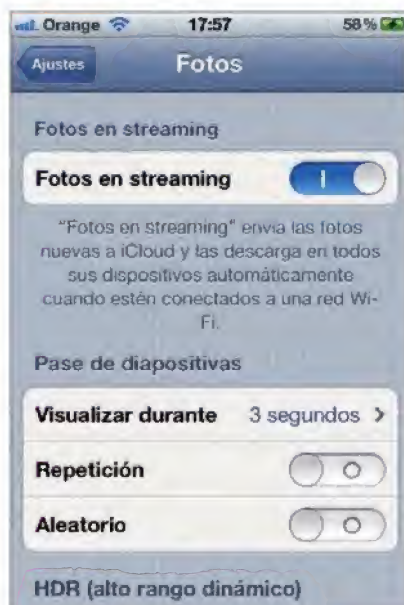 Orange 17:57 58%
Ajustes Fotos
Fotos en streaming
Fotos en streaming
"Fotos en streaming" envía las fotos
nuevas a iCloud y las descarga en todos
sus dispositivos automáticamente
cuando estén conectados a una red Wi-
Fi.
Pase de diapositivas
Visualizar durante 3 segundos
Repetición
Aleatorio
HDR (alto rango dinámico)